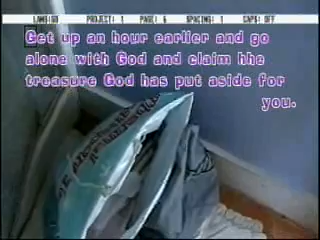 LANG:GB PROJECT: 1 PAGE: 6 SPACING: 1 CAPS: OFF
Get up an hour earlier and go
alone with God and claim hhe
treasure God has put aside for
you.